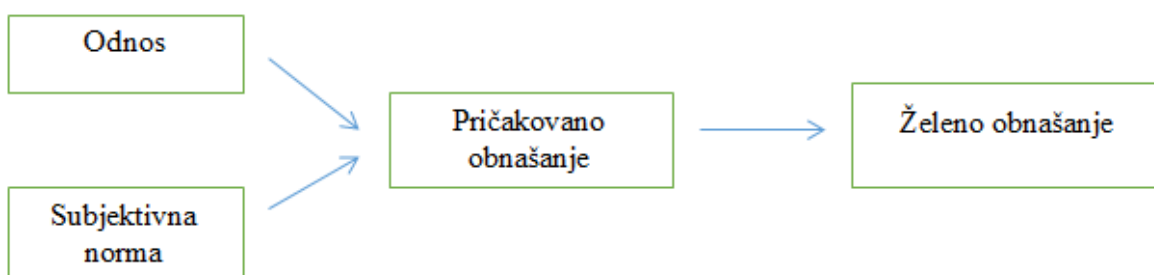 Odnos
Pričakovano
obnašanje
Želeno obnašanje
Subjektivna
norma